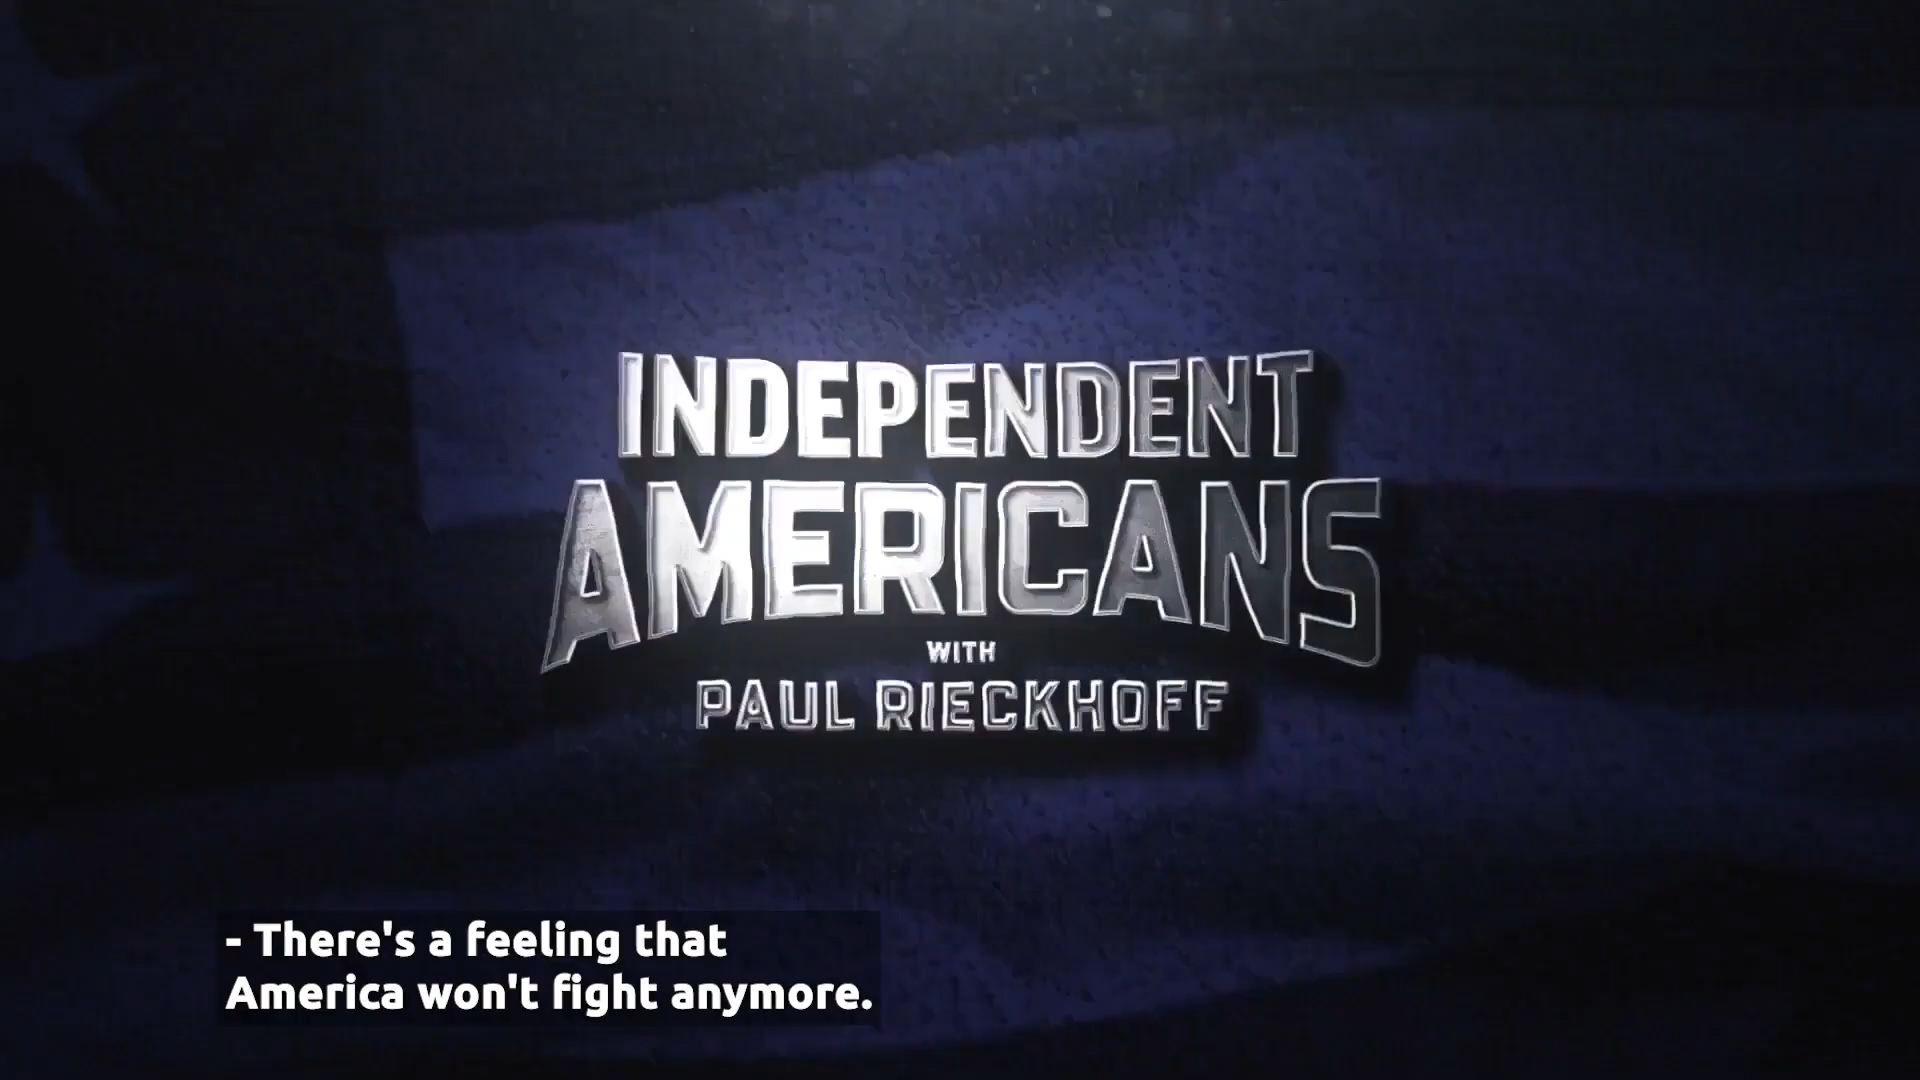 INDEPENDENT
AMERICANS
WITH
PAUL RIECKHOFF
- There's a feeling that
America won't fight anymore.